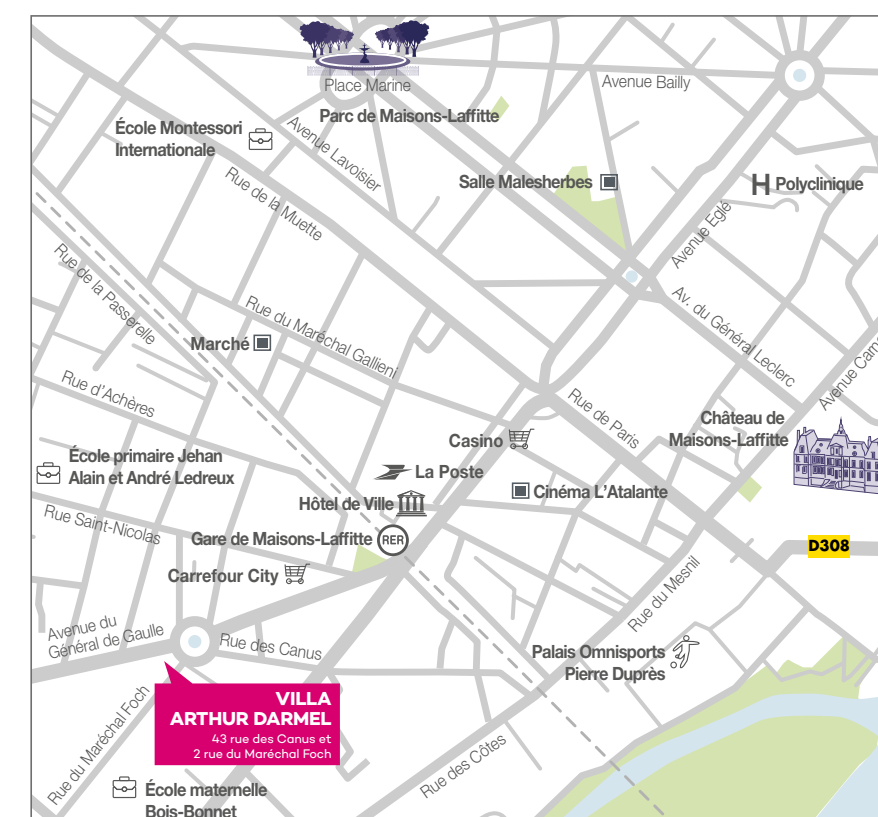 Place Marine
Avenue Bailly
Parc de Maisons-Laffitte
École Montessori
Internationale
Avenue Lavoisier
Salle Malesherbes
H Polyclinique
Rue de la Muette
Avenue Eglé
Rue de la Passerelle
Av. du Général Leclerc
Rue du Maréchal Gallieni
Marché
Rue d'Achères
Rue de Paris
Château de
Maisons-Laffitte
Casino
École primaire Jehan
Alain et André Ledreux
La Poste
Cinéma L'Atalante
Hôtel de Ville
Rue Saint-Nicolas
Gare de Maisons-Laffitte
RER
D308
Carrefour City
Rue du Mesnil
Avenue du
Général de Gaulle
Rue des Canus
Palais Omnisports
Pierre Duprès
VILLA
ARTHUR DARMEL
43 rue des Canus et
2 rue du Maréchal Foch
Rue du Maréchal Foch
Rue des Côtes
École maternelle
Bois-Bonnet
Avenue